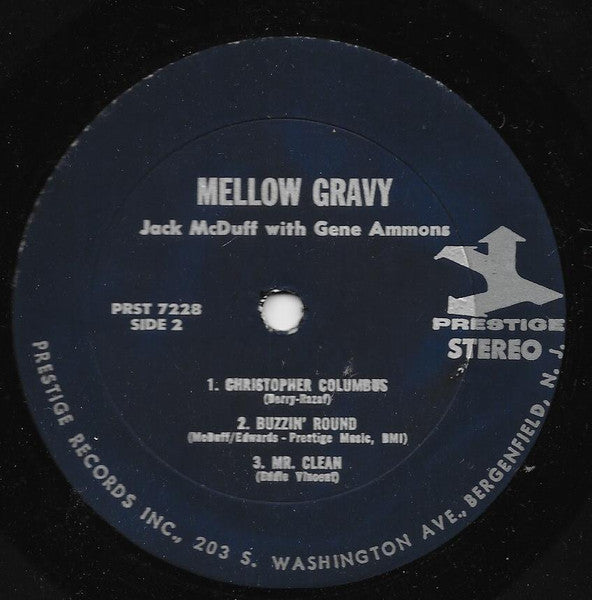 MELLOW GRAVY
Jack McDuff with Gene Ammons
PRST 7228
SIDE 2
PRESTIGE
STEREO
1. CHRISTOPHER COLUMBUS
(Berry-Razaf)
2. BUZZIN' ROUND
(McDuff/Edwards - Prestige Music, BMI)
3. MR. CLEAN
(Eddie Vincent)
PRESTIGE RECORDS INC., 203 S. WASHINGTON AVE., BERGENFIELD, N. J.